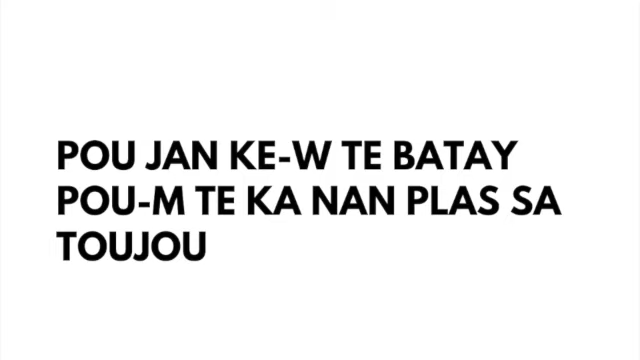 POU JAN KE-W TE BATAY
POU-M TE KA NAN PLAS SA
TOUJOU